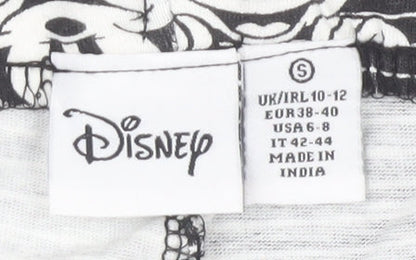 Disney
S
UK/IRL 10-12
EUR 38-40
USA 6-8
IT 42-44
MADE IN
INDIA